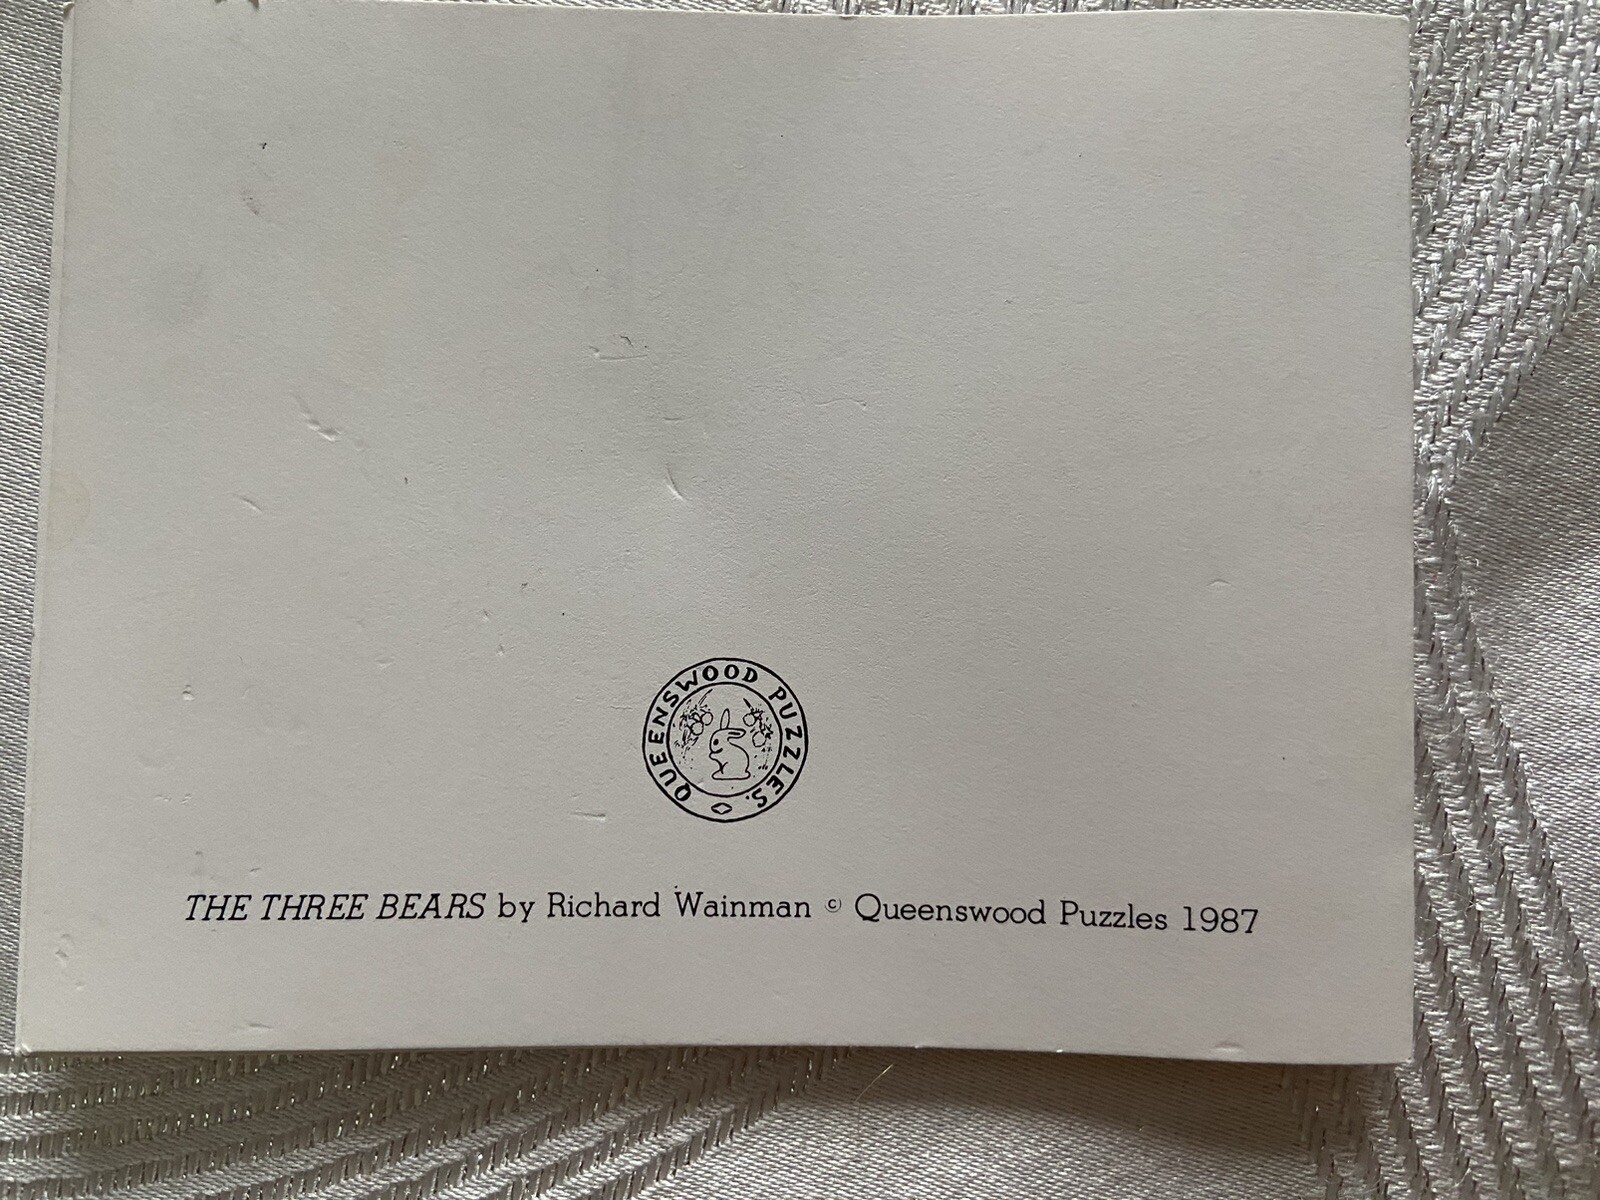 QUEENSWOOD PUZZLES.
THE THREE BEARS by Richard Wainman © Queenswood Puzzles 1987